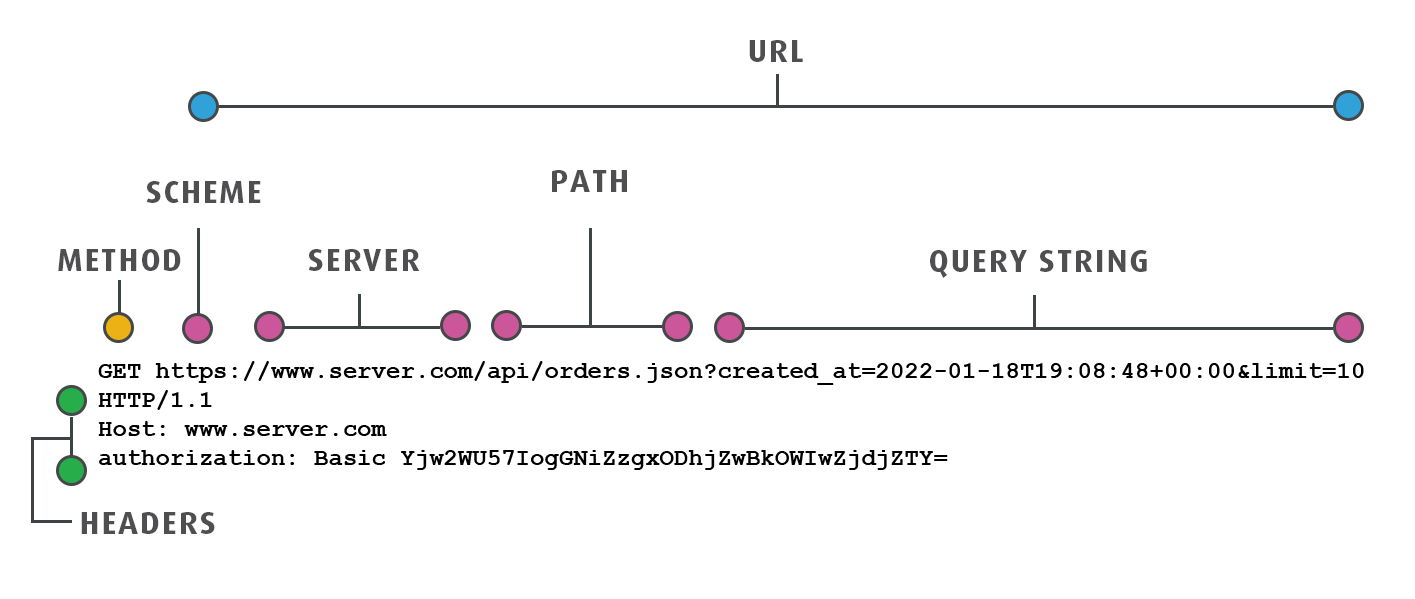 URL
SCHEME
PATH
METHOD
SERVER
QUERY STRING
GET https://www.server.com/api/orders.json?created_at=2022-01-18T19:08:48+00:00&limit=10
HTTP/1.1
Host: www.server.com
authorization: Basic Yjw2WU57IogGNiZzgxODhjZwBkOWIwZjdjZTY=
HEADERS